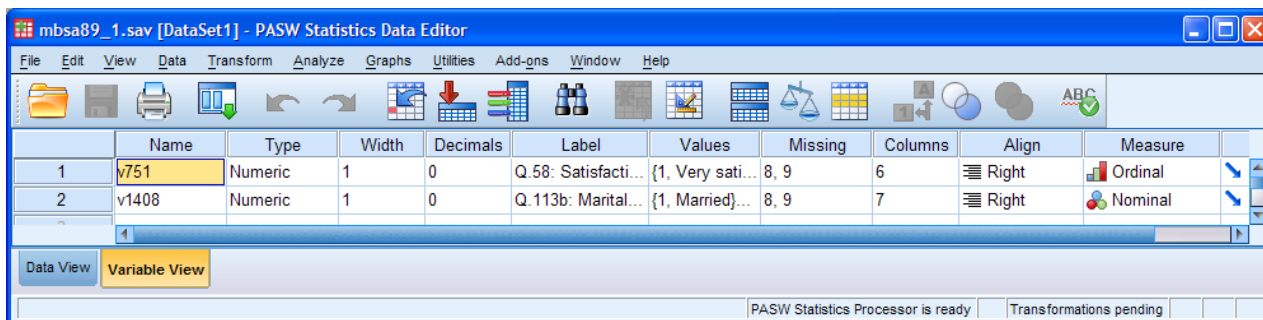 mbsa89_1.sav [DataSet1] - PASW Statistics Data Editor
File Edit View Data Transform Analyze Graphs Utilities Add-ons Window Help
A 1 ABC
Name Type Width Decimals Label Values Missing Columns Align Measure
1 v751 Numeric 1 0 Q.58: Satisfacti... {1, Very sati... 8, 9 6 Right Ordinal
2 v1408 Numeric 1 0 Q.113b: Marital... {1, Married}... 8, 9 7 Right Nominal
Data View Variable View
PASW Statistics Processor is ready Transformations pending